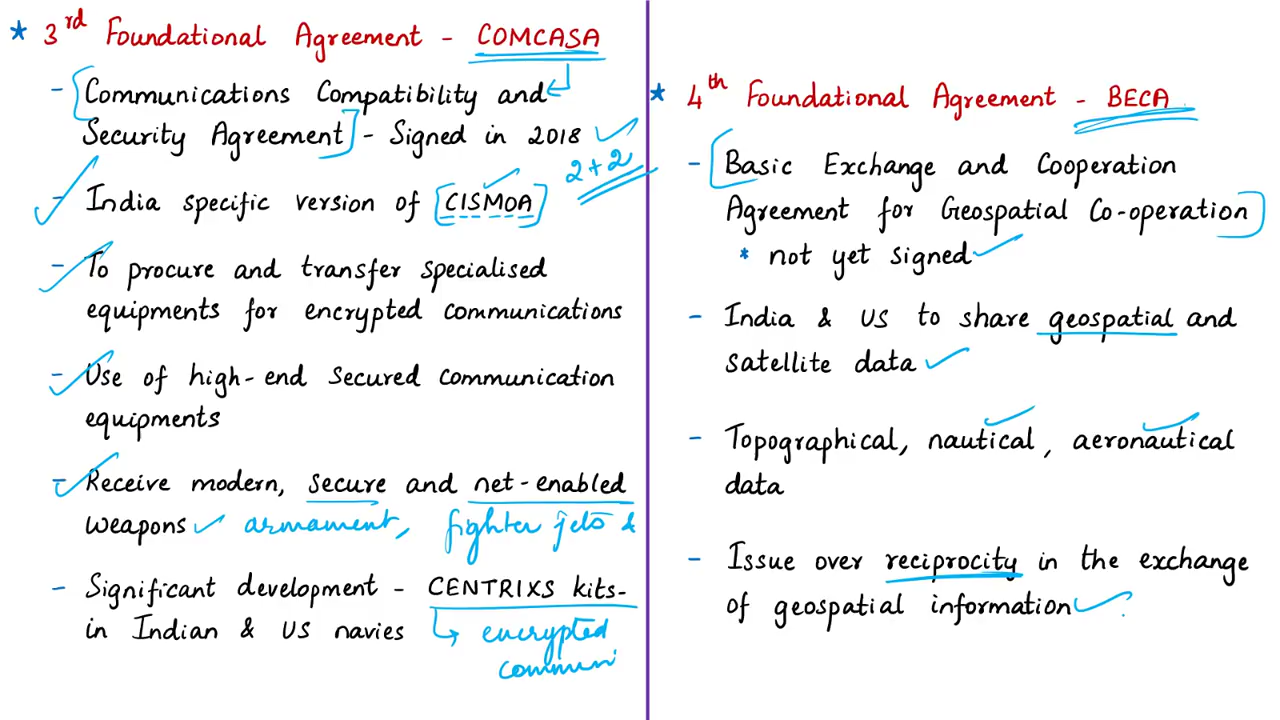 * 3rd Foundational Agreement - COMCASA
- Communications Compatibility and
Security Agreement - Signed in 2018
2+2
- India specific version of CISMOA
- To procure and transfer specialised
equipments for encrypted communications
- Use of high-end secured communication
equipments
- Receive modern, secure and net-enabled
weapons armament, fighter jets &
- Significant development - CENTRIXS kits-
in Indian & US navies
encrypted
communi
* 4th Foundational Agreement - BECA
- Basic Exchange and Cooperation
Agreement for Geospatial Co-operation
* not yet signed
- India & US to share geospatial and
satellite data
- Topographical, nautical, aeronautical
data
- Issue over reciprocity in the exchange
of geospatial information